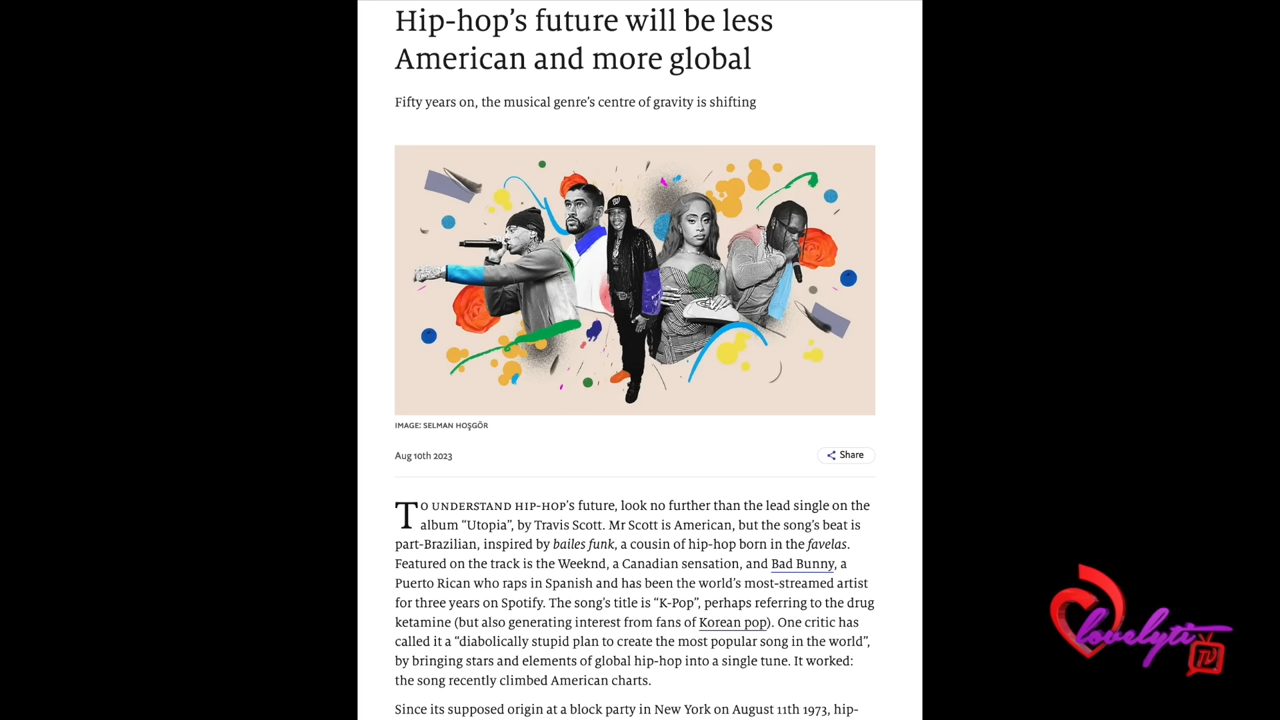 Hip-hop’s future will be less
American and more global
Fifty years on, the musical genre’s centre of gravity is shifting
IMAGE: SELMAN HOŞGÖR
Aug 10th 2023
Share
TO UNDERSTAND HIP-HOP’s future, look no further than the lead single on the
album “Utopia”, by Travis Scott. Mr Scott is American, but the song’s beat is
part-Brazilian, inspired by bailes funk, a cousin of hip-hop born in the favelas.
Featured on the track is the Weeknd, a Canadian sensation, and Bad Bunny, a
Puerto Rican who raps in Spanish and has been the world’s most-streamed artist
for three years on Spotify. The song’s title is “K-Pop”, perhaps referring to the drug
ketamine (but also generating interest from fans of Korean pop). One critic has
called it a “diabolically stupid plan to create the most popular song in the world”,
by bringing stars and elements of global hip-hop into a single tune. It worked:
the song recently climbed American charts.
Since its supposed origin at a block party in New York on August 11th 1973, hip-
lovelyti
TV